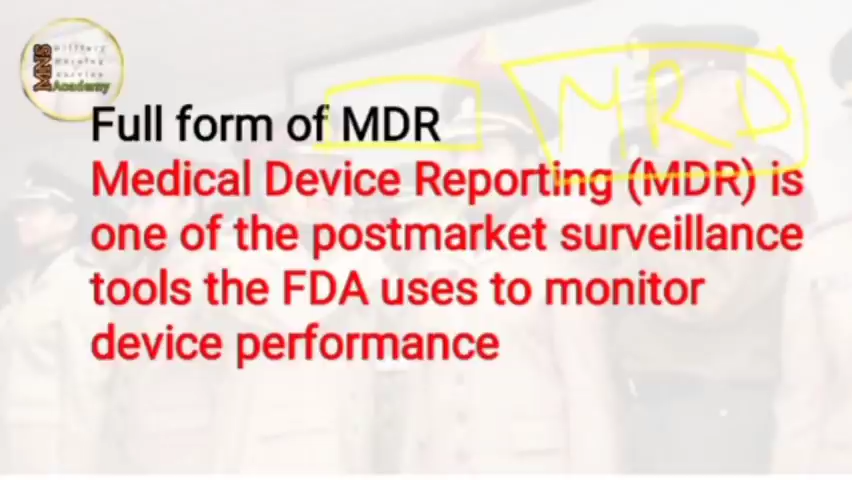 MNS
Military
Nursing
Service
Academy
MRD
Full form of MDR
Medical Device Reporting (MDR) is
one of the postmarket surveillance
tools the FDA uses to monitor
device performance